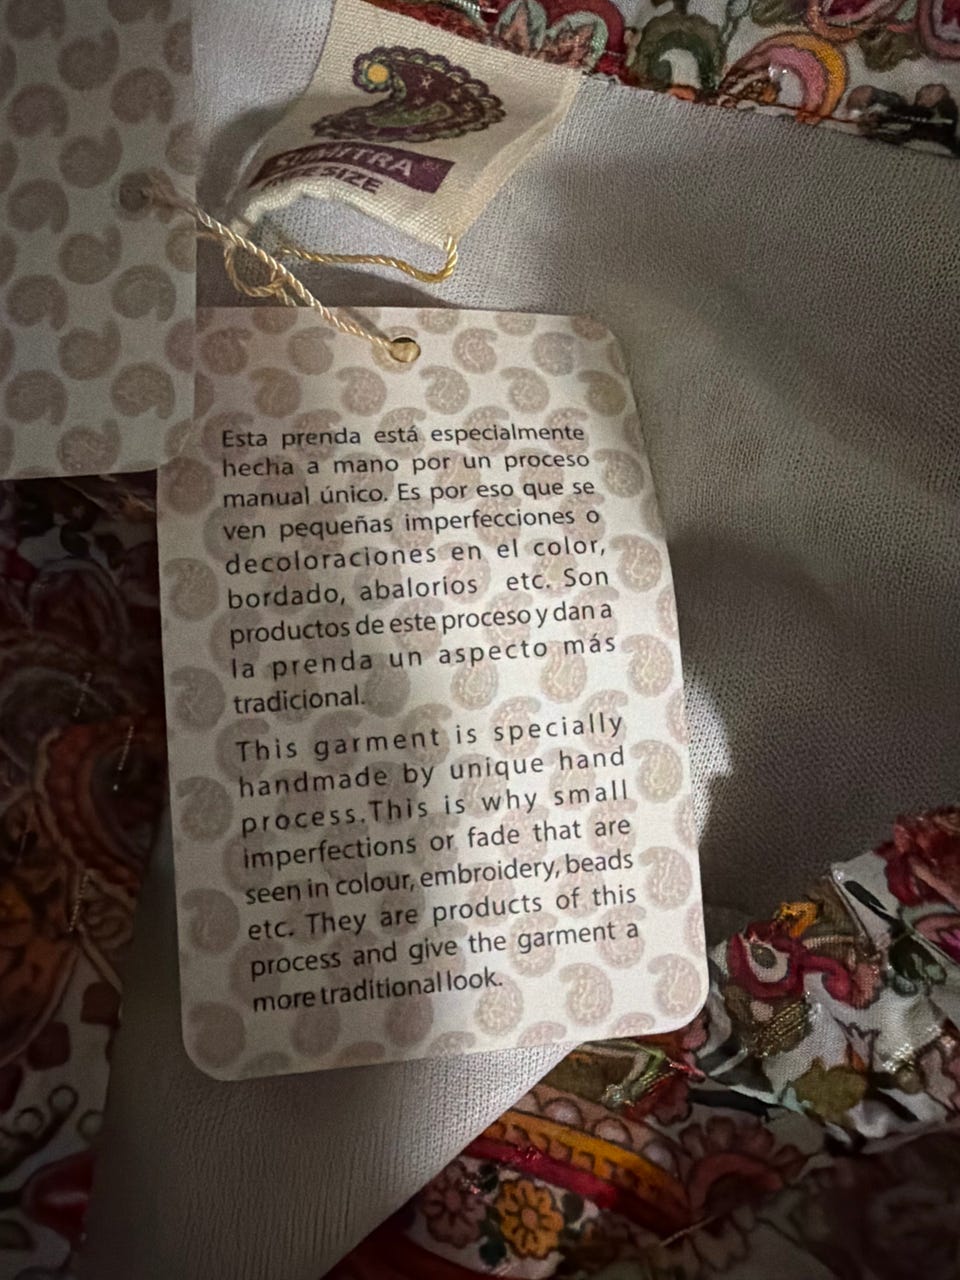 SUMITRA
SIZE
Esta prenda está especialmente
hecha a mano por un proceso
manual único. Es por eso que se
ven pequeñas imperfecciones o
decoloraciones en el color,
bordado, abalorios etc. Son
productos de este proceso y dan a
la prenda un aspecto más
tradicional.
This garment is specially
handmade by unique hand
process.This is why small
imperfections or fade that are
seen in colour, embroidery, beads
etc. They are products of this
process and give the garment a
more traditional look.